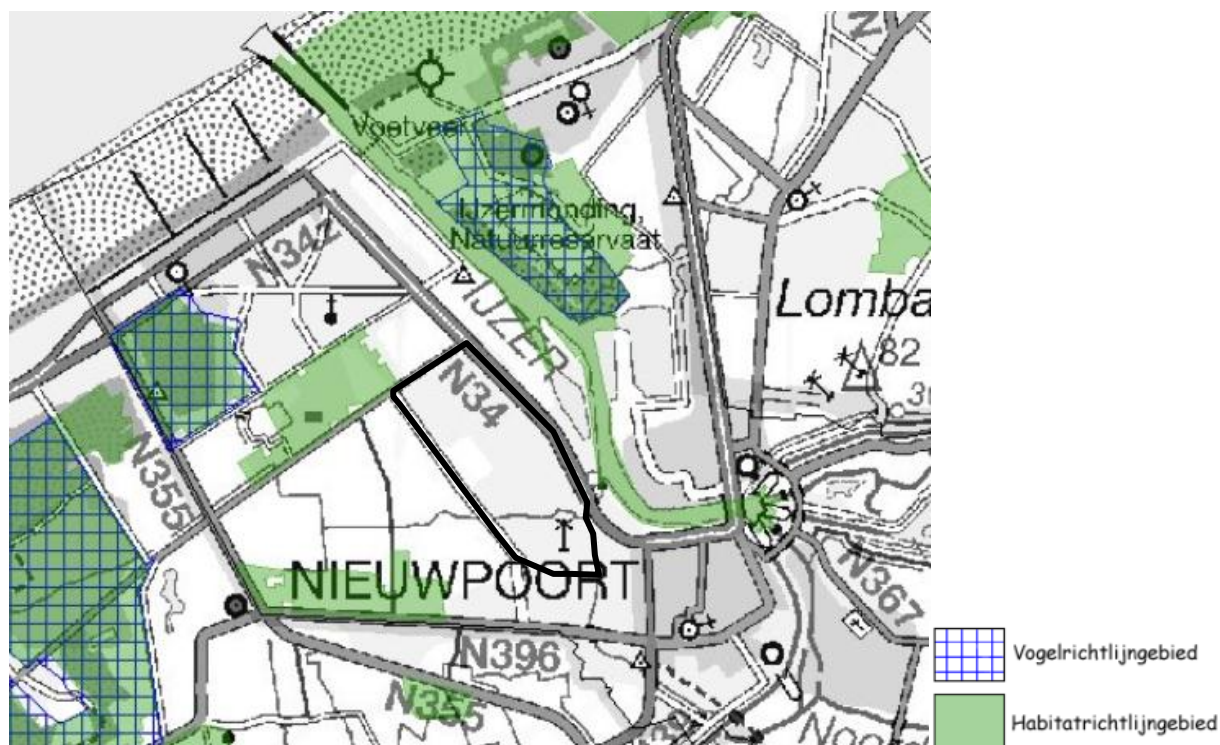 Voetveer
IJzermonding,
Natuurreservaat
N342
IJZER
Lomba
82
N34
N355
NIEUWPOORT
N367
N396
N355
Vogelrichtlijngebied
Habitatrichtlijngebied